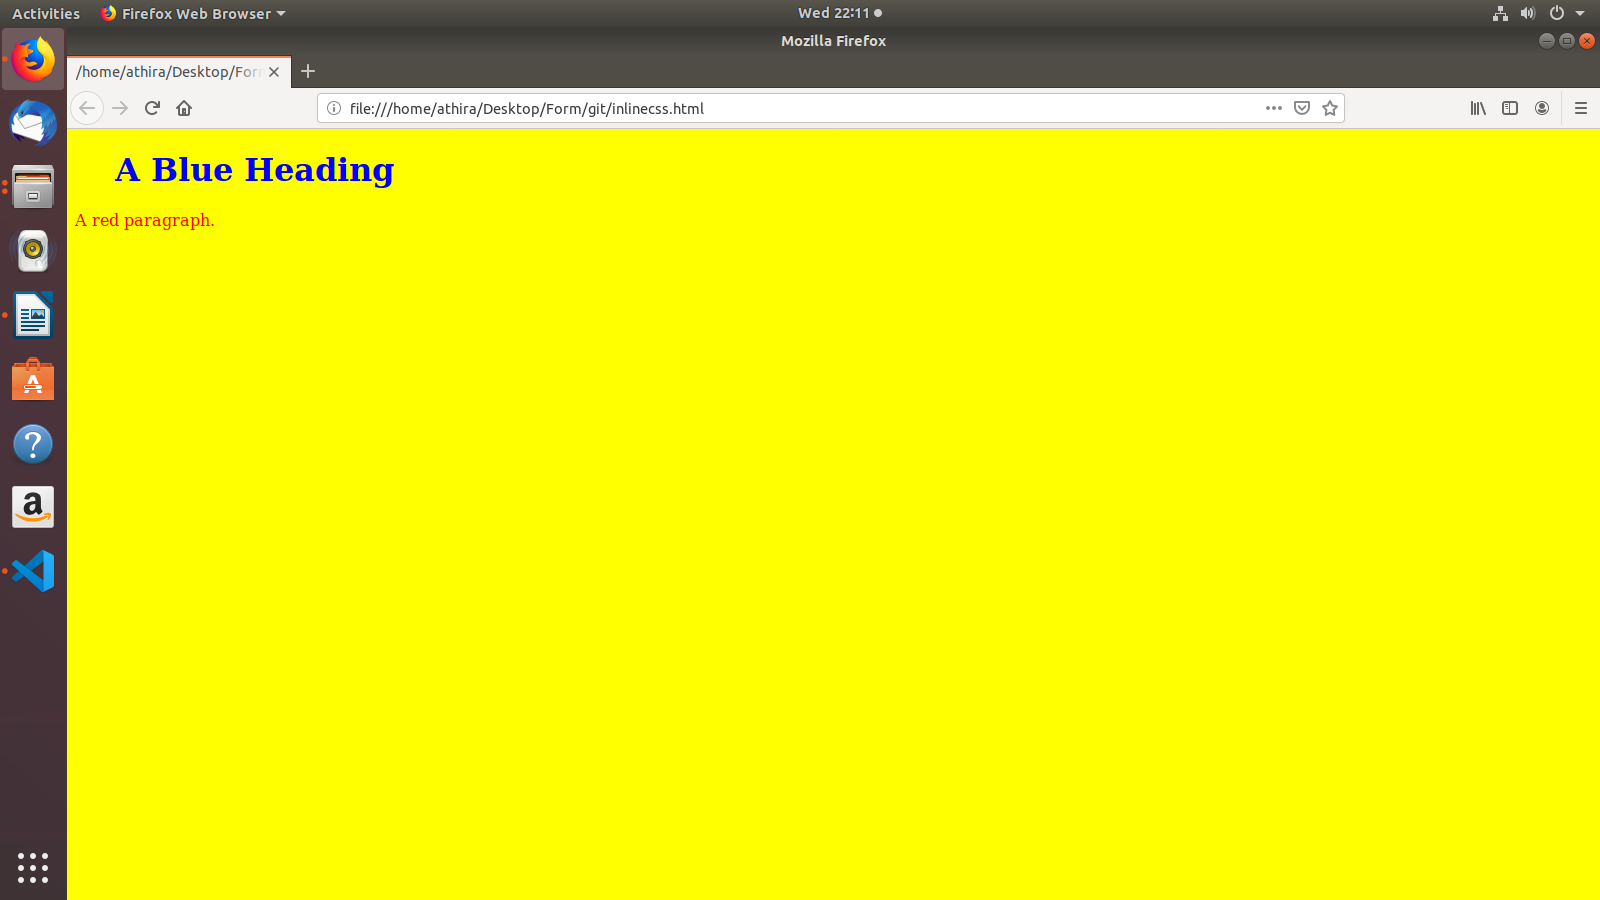 Activities
Firefox Web Browser
Wed 22:11
Mozilla Firefox
/home/athira/Desktop/For
file:///home/athira/Desktop/Form/git/inlinecss.html
A Blue Heading
A red paragraph.